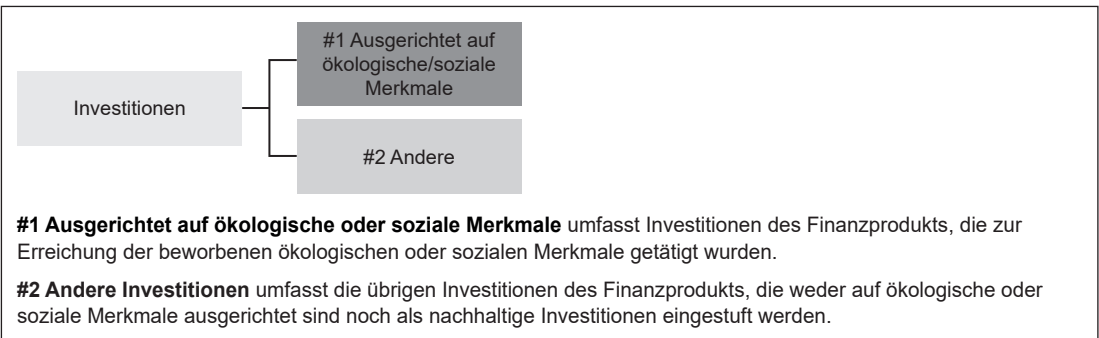 #1 Ausgerichtet auf
ökologische/soziale
Merkmale
Investitionen
#2 Andere
#1 Ausgerichtet auf ökologische oder soziale Merkmale umfasst Investitionen des Finanzprodukts, die zur
Erreichung der beworbenen ökologischen oder sozialen Merkmale getätigt wurden.
#2 Andere Investitionen umfasst die übrigen Investitionen des Finanzprodukts, die weder auf ökologische oder
soziale Merkmale ausgerichtet sind noch als nachhaltige Investitionen eingestuft werden.